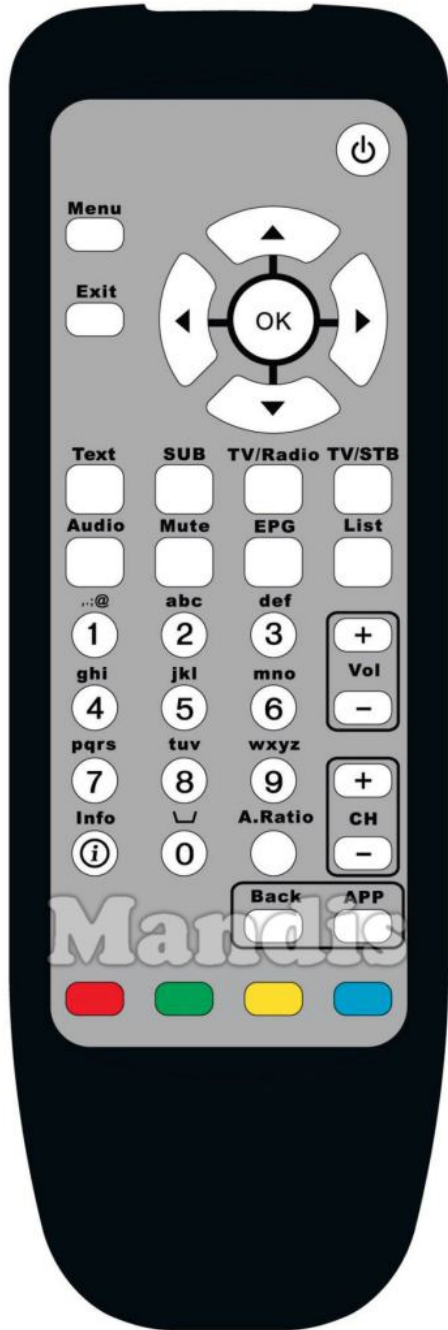 Menu
Exit
OK
Text SUB TV/Radio TV/STB
Audio Mute EPG List
,.;@ abc def
1 2 3 +
Vol
ghi jkl mno
4 5 6 −
pqrs tuv wxyz
7 8 9 +
Info A.Ratio CH
i 0 −
Back APP
Mandis